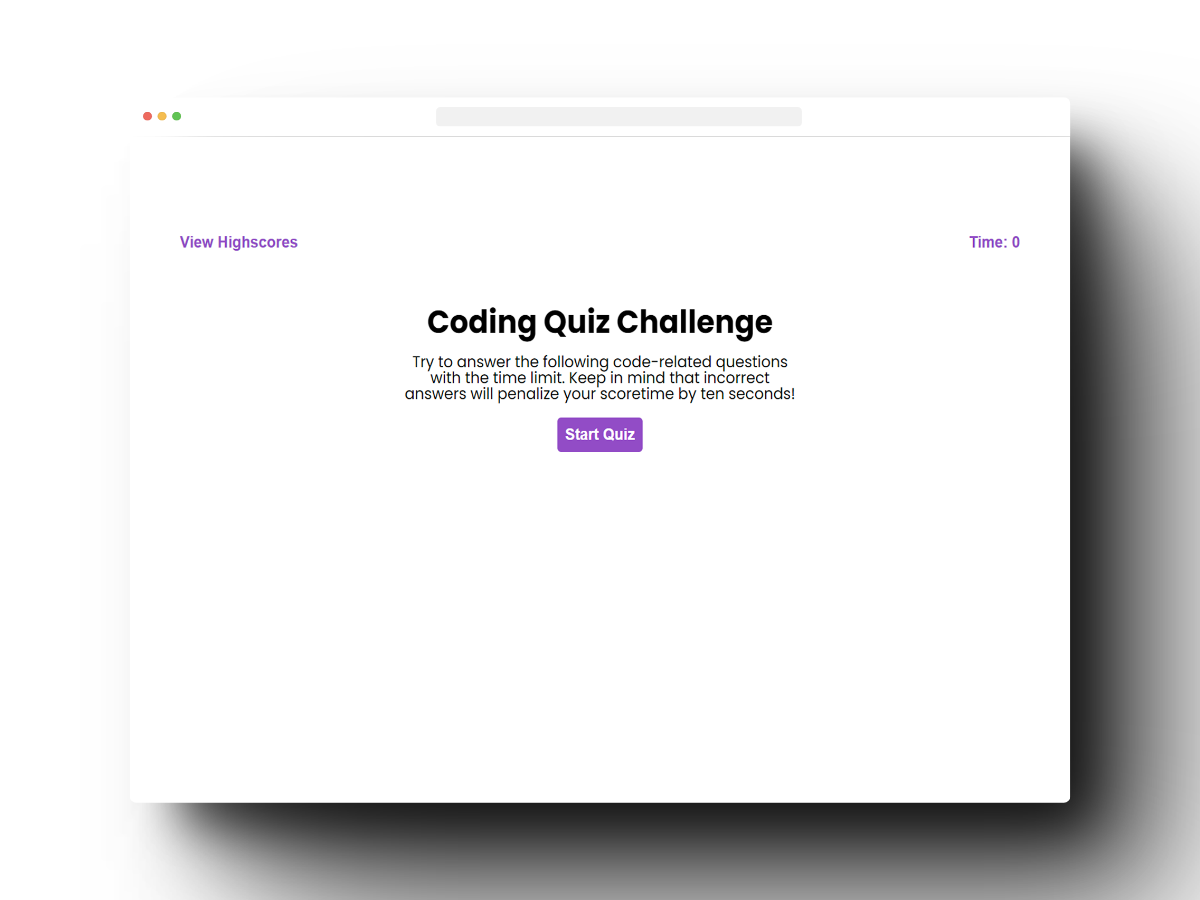 View Highscores
Time: 0
Coding Quiz Challenge
Try to answer the following code-related questions
with the time limit. Keep in mind that incorrect
answers will penalize your scoretime by ten seconds!
Start Quiz